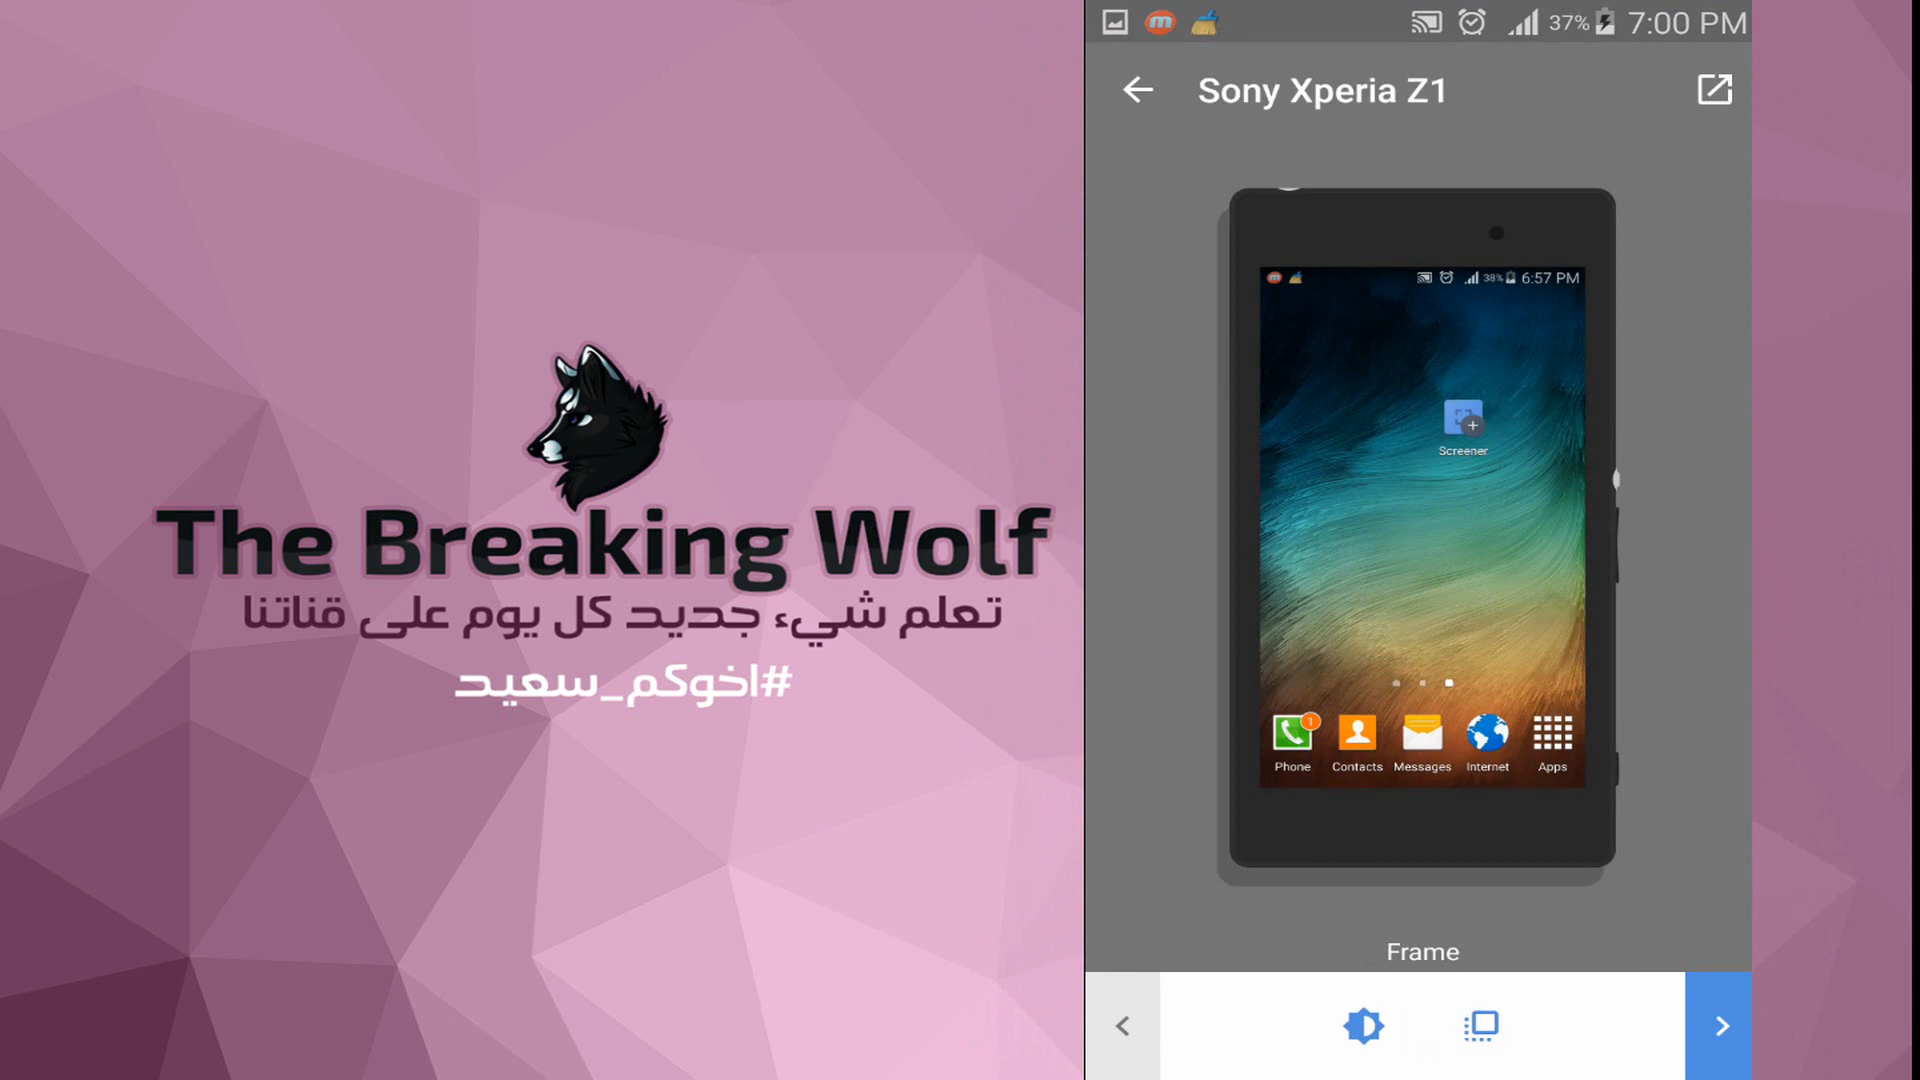 The Breaking Wolf
تعلم شيء جديد كل يوم على قناتنا
#اخوكم_سعيد
37% 7:00 PM
Sony Xperia Z1
38% 6:57 PM
Screener
1
Phone Contacts Messages Internet Apps
Frame